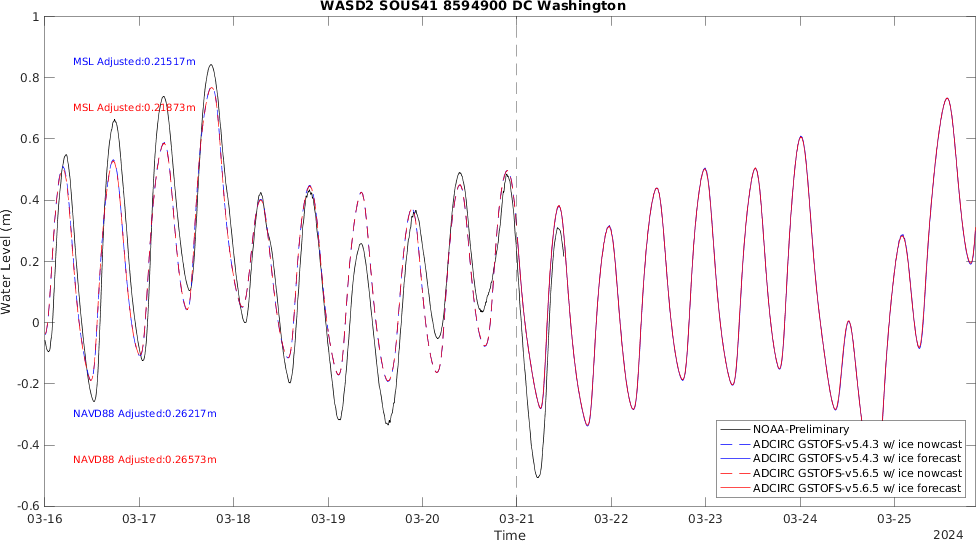 WASD2 SOUS41 8594900 DC Washington
1
0.8
0.6
0.4
0.2
0
-0.2
-0.4
-0.6
Water Level (m)
MSL Adjusted:0.21517m
MSL Adjusted:0.21873m
NAVD88 Adjusted:0.26217m
NAVD88 Adjusted:0.26573m
NOAA-Preliminary
ADCIRC GSTOFS-v5.4.3 w/ ice nowcast
ADCIRC GSTOFS-v5.4.3 w/ ice forecast
ADCIRC GSTOFS-v5.6.5 w/ ice nowcast
ADCIRC GSTOFS-v5.6.5 w/ ice forecast
03-16 03-17 03-18 03-19 03-20 03-21 03-22 03-23 03-24 03-25
Time
2024